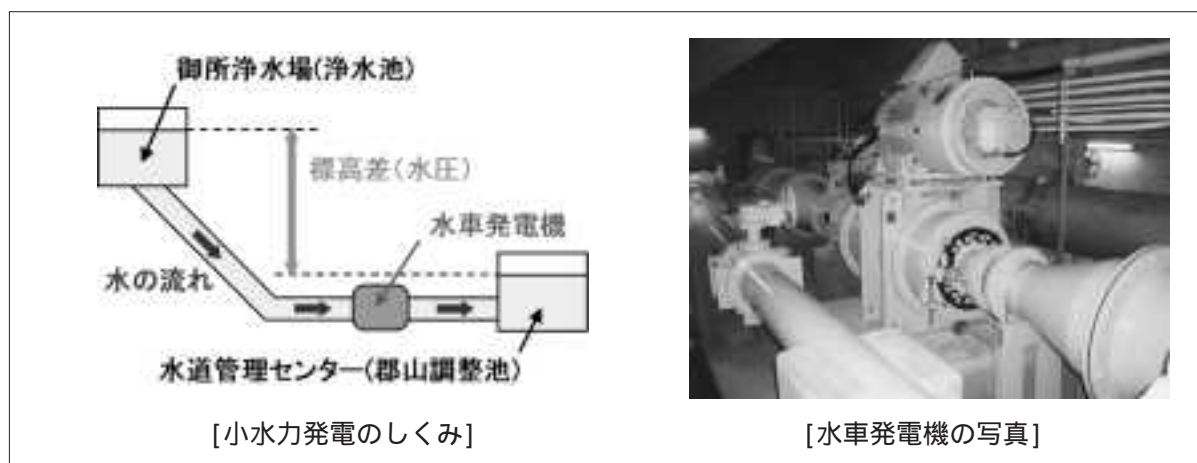 御所浄水場(浄水池)
標高差(水圧)
水車発電機
水の流れ
水道管理センター(郡山調整池)
[小水力発電のしくみ]
[水車発電機の写真]